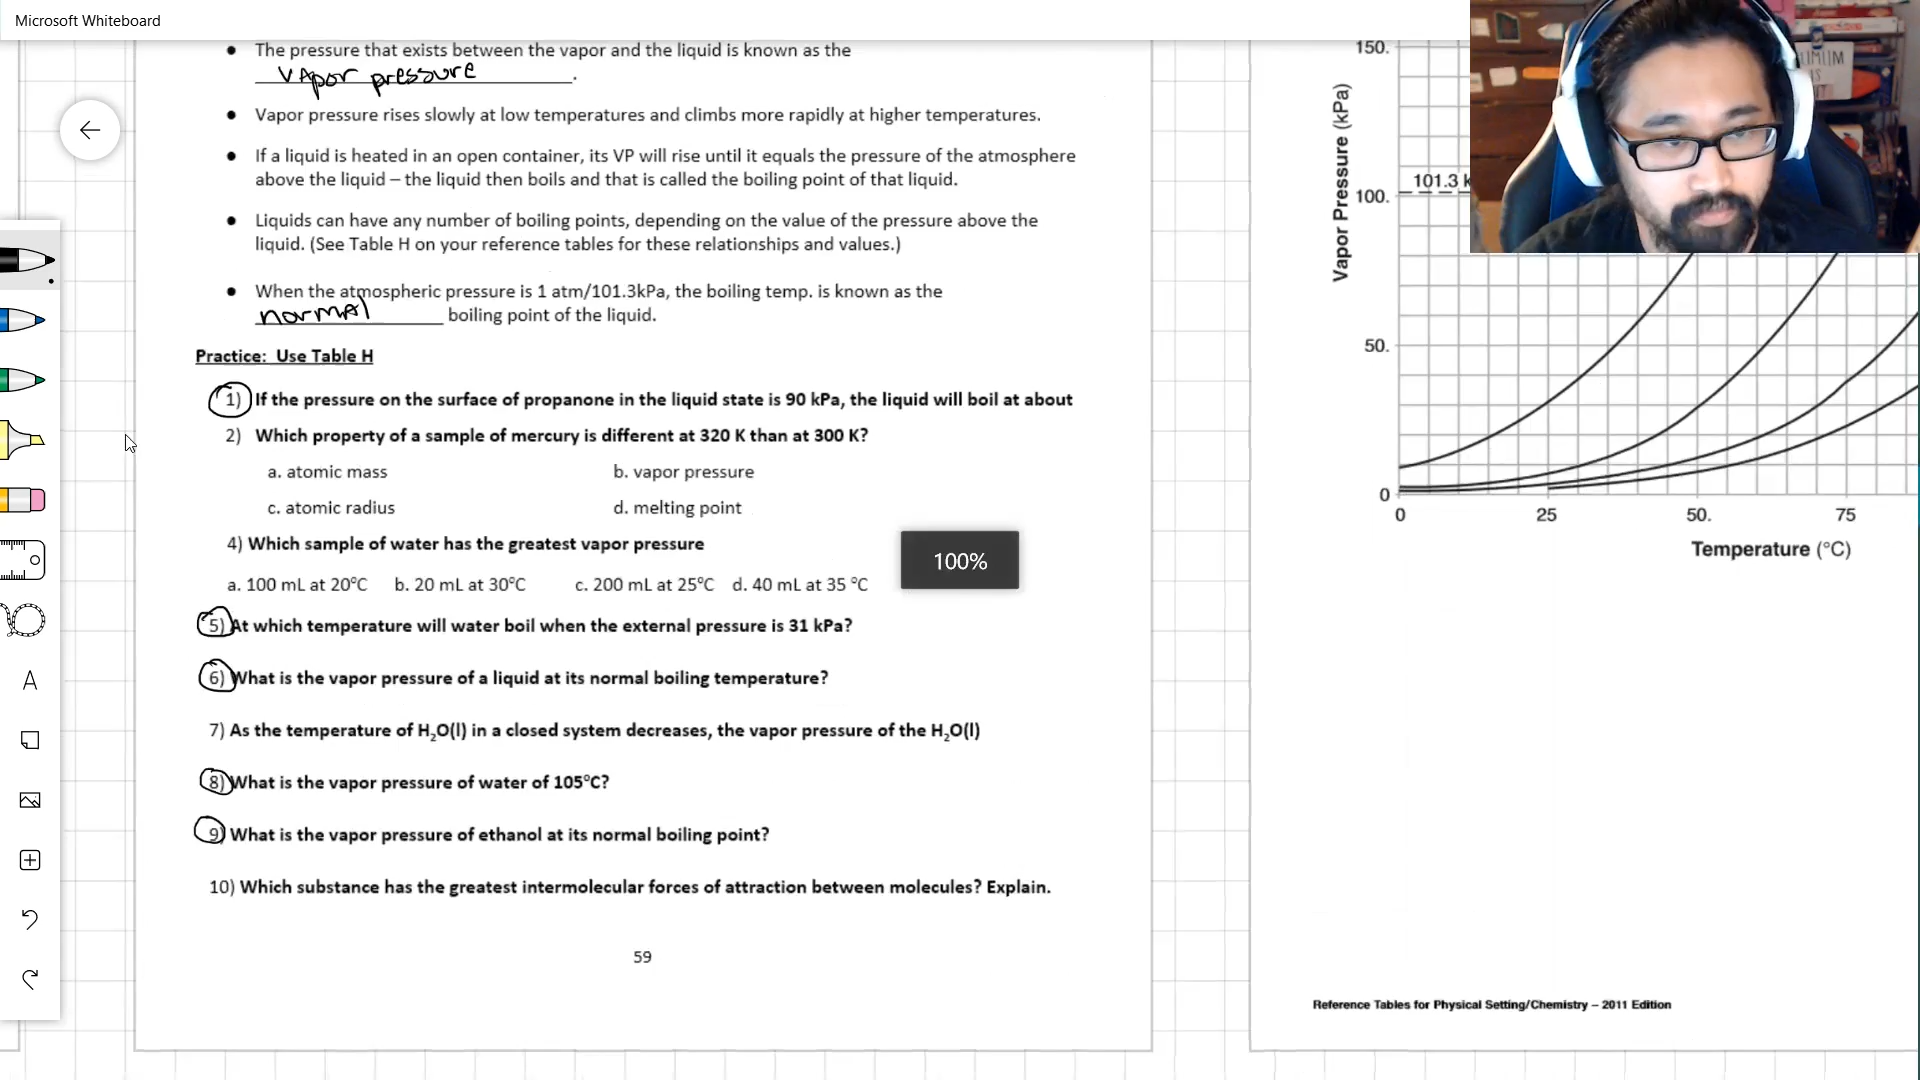 Microsoft Whiteboard
• The pressure that exists between the vapor and the liquid is known as the
vapor pressure.
• Vapor pressure rises slowly at low temperatures and climbs more rapidly at higher temperatures.
• If a liquid is heated in an open container, its VP will rise until it equals the pressure of the atmosphere
above the liquid – the liquid then boils and that is called the boiling point of that liquid.
• Liquids can have any number of boiling points, depending on the value of the pressure above the
liquid. (See Table H on your reference tables for these relationships and values.)
• When the atmospheric pressure is 1 atm/101.3kPa, the boiling temp. is known as the
normal boiling point of the liquid.
Practice: Use Table H
1) If the pressure on the surface of propanone in the liquid state is 90 kPa, the liquid will boil at about
2) Which property of a sample of mercury is different at 320 K than at 300 K?
a. atomic mass b. vapor pressure
c. atomic radius d. melting point
4) Which sample of water has the greatest vapor pressure
a. 100 mL at 20°C b. 20 mL at 30°C c. 200 mL at 25°C d. 40 mL at 35 °C
100%
5) At which temperature will water boil when the external pressure is 31 kPa?
6) What is the vapor pressure of a liquid at its normal boiling temperature?
7) As the temperature of H₂O(l) in a closed system decreases, the vapor pressure of the H₂O(l)
8) What is the vapor pressure of water of 105°C?
9) What is the vapor pressure of ethanol at its normal boiling point?
10) Which substance has the greatest intermolecular forces of attraction between molecules? Explain.
59
A
Vapor Pressure (kPa)
150.
101.3 k
100.
50.
0
0 25 50. 75
Temperature (°C)
Reference Tables for Physical Setting/Chemistry – 2011 Edition